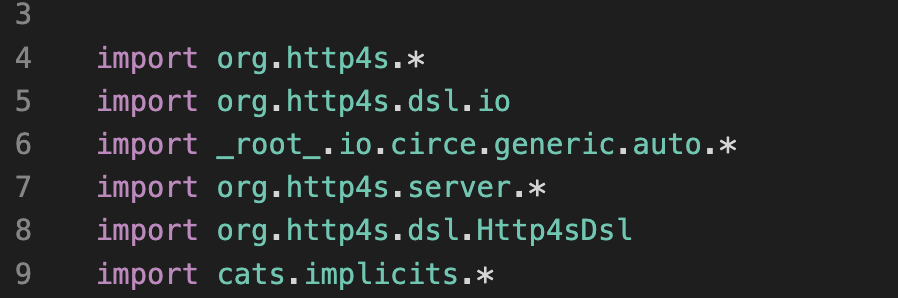 3
4 import org.http4s.*
5 import org.http4s.dsl.io
6 import _root_.io.circe.generic.auto.*
7 import org.http4s.server.*
8 import org.http4s.dsl.Http4sDsl
9 import cats.implicits.*